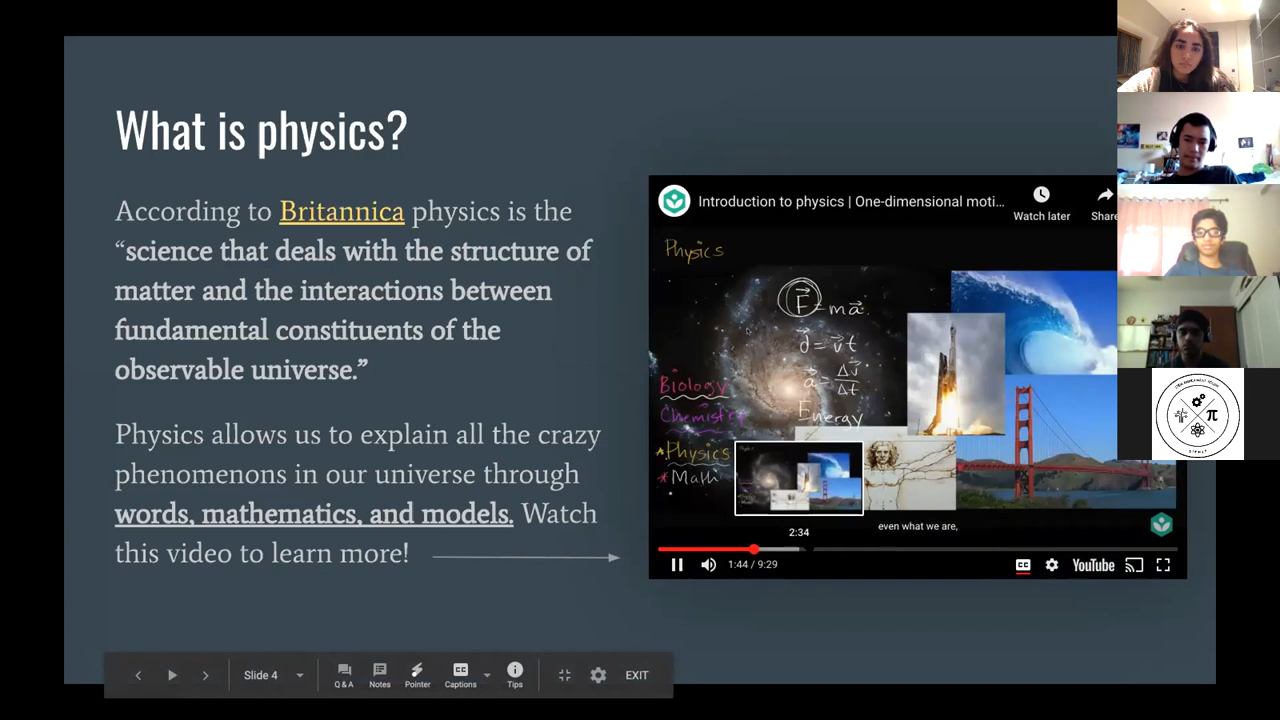 What is physics?
According to Britannica physics is the
“science that deals with the structure of
matter and the interactions between
fundamental constituents of the
observable universe.”
Physics allows us to explain all the crazy
phenomenons in our universe through
words, mathematics, and models. Watch
this video to learn more!
Introduction to physics | One-dimensional moti...
Watch later
Share
Physics
F = ma
d = vt
a = Δv/Δt
Energy
Biology
Chemistry
*Physics
*Math
even what we are,
2:34
1:44 / 9:29
CC
YouTube
π
Slide 4
Q & A
Notes
Pointer
CC
Captions
Tips
EXIT